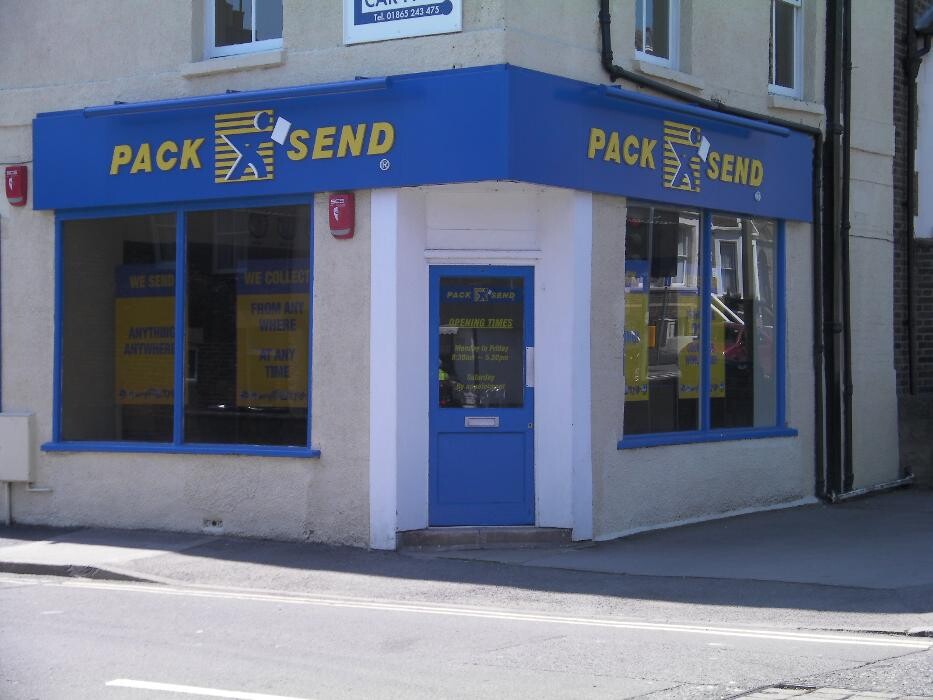 Tel. 01865 243 475
PACK SEND
®
PACK SEND
®
WE SEND
ANYTHING
ANYWHERE
WE COLLECT
FROM ANY
WHERE
AT ANY
TIME
PACK SEND
OPENING TIMES
Monday to Friday
8:30am - 5.30pm
Saturday
By appointment